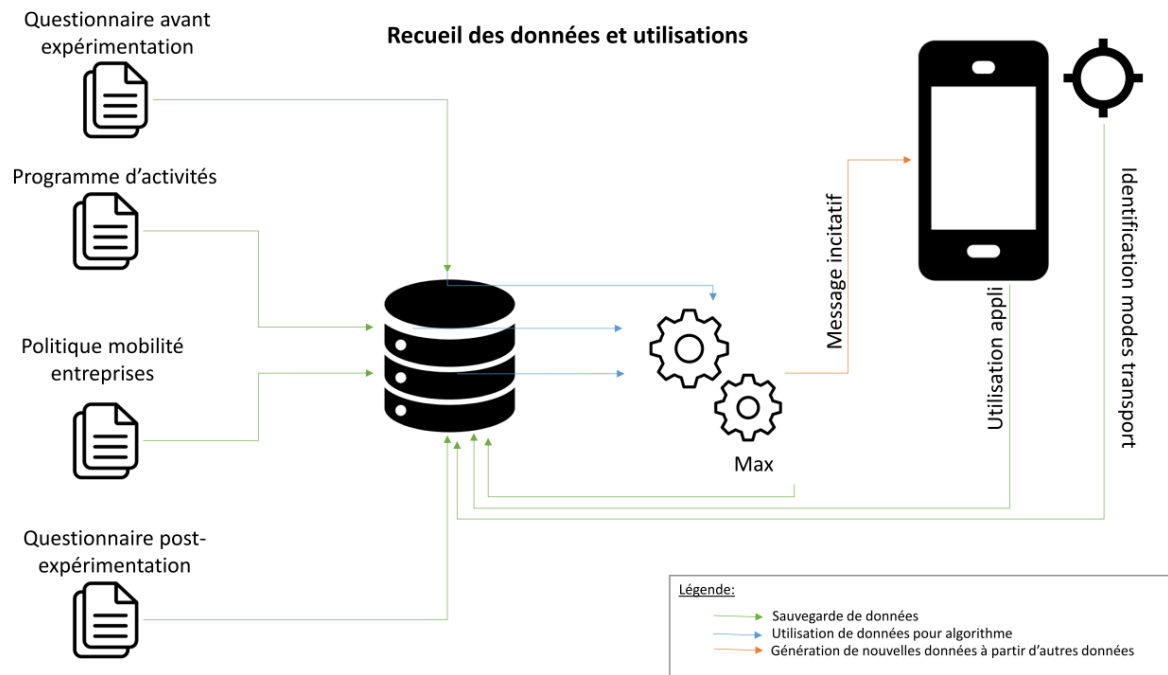 Questionnaire avant
expérimentation
Recueil des données et utilisations
Programme d’activités
Politique mobilité
entreprises
Questionnaire post-
expérimentation
Max
Message incitatif
Utilisation appli
Identification modes transport
Légende:
Sauvegarde de données
Utilisation de données pour algorithme
Génération de nouvelles données à partir d’autres données